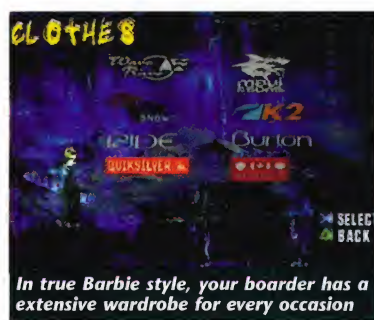 CLOTHES
Wave Rave
SNOW
K2
RIDE Burton
QUIKSILVER
SELECT
BACK
In true Barbie style, your boarder has a
extensive wardrobe for every occasion